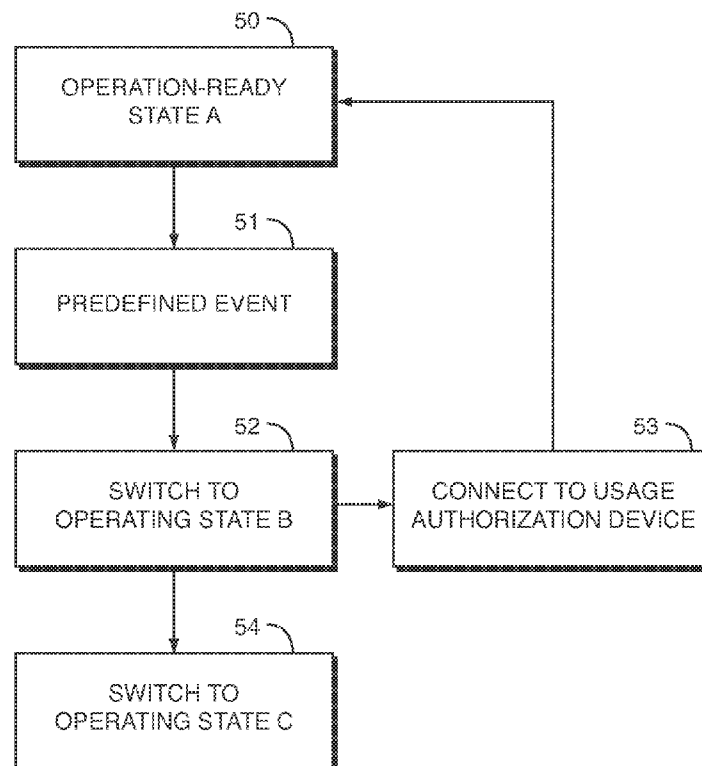 50
OPERATION-READY
STATE A
51
PREDEFINED EVENT
52
SWITCH TO
OPERATING STATE B
53
CONNECT TO USAGE
AUTHORIZATION DEVICE
54
SWITCH TO
OPERATING STATE C